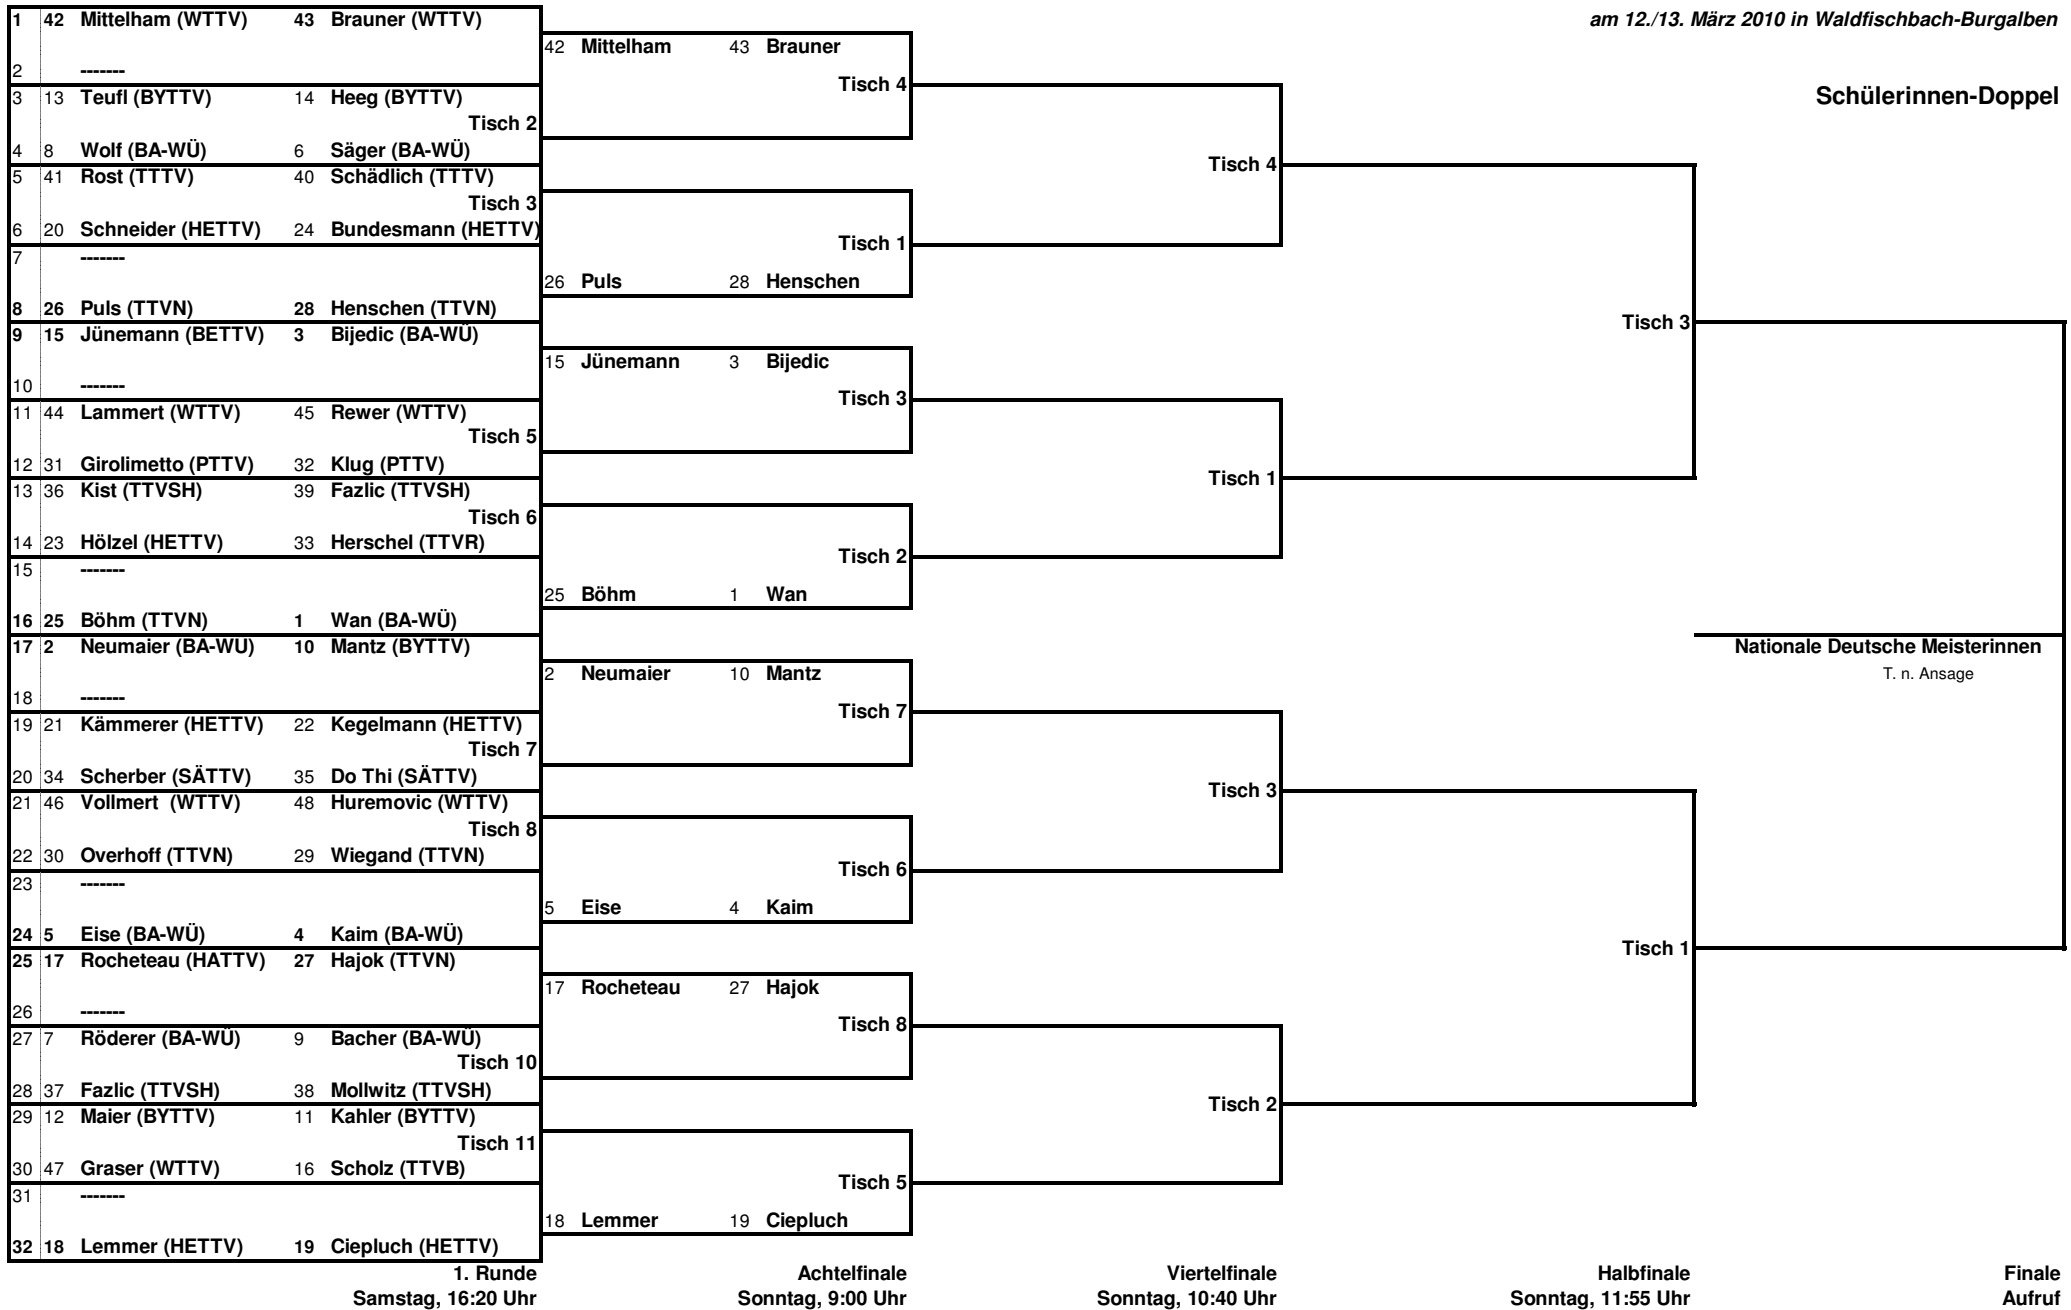 am 12./13. März 2010 in Waldfischbach-Burgalben
Schülerinnen-Doppel
1 42 Mittelham (WTTV) 43 Brauner (WTTV)
2 -------
3 13 Teufl (BYTTV) 14 Heeg (BYTTV)
Tisch 2
4 8 Wolf (BA-WÜ) 6 Säger (BA-WÜ)
5 41 Rost (TTTV) 40 Schädlich (TTTV)
Tisch 3
6 20 Schneider (HETTV) 24 Bundesmann (HETTV)
7 -------
8 26 Puls (TTVN) 28 Henschen (TTVN)
9 15 Jünemann (BETTV) 3 Bijedic (BA-WÜ)
10 -------
11 44 Lammert (WTTV) 45 Rewer (WTTV)
Tisch 5
12 31 Girolimetto (PTTV) 32 Klug (PTTV)
13 36 Kist (TTVSH) 39 Fazlic (TTVSH)
Tisch 6
14 23 Hölzel (HETTV) 33 Herschel (TTVR)
15 -------
16 25 Böhm (TTVN) 1 Wan (BA-WÜ)
17 2 Neumaier (BA-WÜ) 10 Mantz (BYTTV)
18 -------
19 21 Kämmerer (HETTV) 22 Kegelmann (HETTV)
Tisch 7
20 34 Scherber (SÄTTV) 35 Do Thi (SÄTTV)
21 46 Vollmert (WTTV) 48 Huremovic (WTTV)
Tisch 8
22 30 Overhoff (TTVN) 29 Wiegand (TTVN)
23 -------
24 5 Eise (BA-WÜ) 4 Kaim (BA-WÜ)
25 17 Rocheteau (HATTV) 27 Hajok (TTVN)
26 -------
27 7 Röderer (BA-WÜ) 9 Bacher (BA-WÜ)
Tisch 10
28 37 Fazlic (TTVSH) 38 Mollwitz (TTVSH)
29 12 Maier (BYTTV) 11 Kahler (BYTTV)
Tisch 11
30 47 Graser (WTTV) 16 Scholz (TTVB)
31 -------
32 18 Lemmer (HETTV) 19 Ciepluch (HETTV)
1. Runde
Samstag, 16:20 Uhr
42 Mittelham 43 Brauner
Tisch 4
Tisch 1
26 Puls 28 Henschen
15 Jünemann 3 Bijedic
Tisch 3
Tisch 2
25 Böhm 1 Wan
2 Neumaier 10 Mantz
Tisch 7
Tisch 6
5 Eise 4 Kaim
17 Rocheteau 27 Hajok
Tisch 8
Tisch 5
18 Lemmer 19 Ciepluch
Achtelfinale
Sonntag, 9:00 Uhr
Tisch 4
Tisch 1
Tisch 3
Tisch 2
Viertelfinale
Sonntag, 10:40 Uhr
Tisch 3
Tisch 1
Halbfinale
Sonntag, 11:55 Uhr
Nationale Deutsche Meisterinnen
T. n. Ansage
Finale
Aufruf